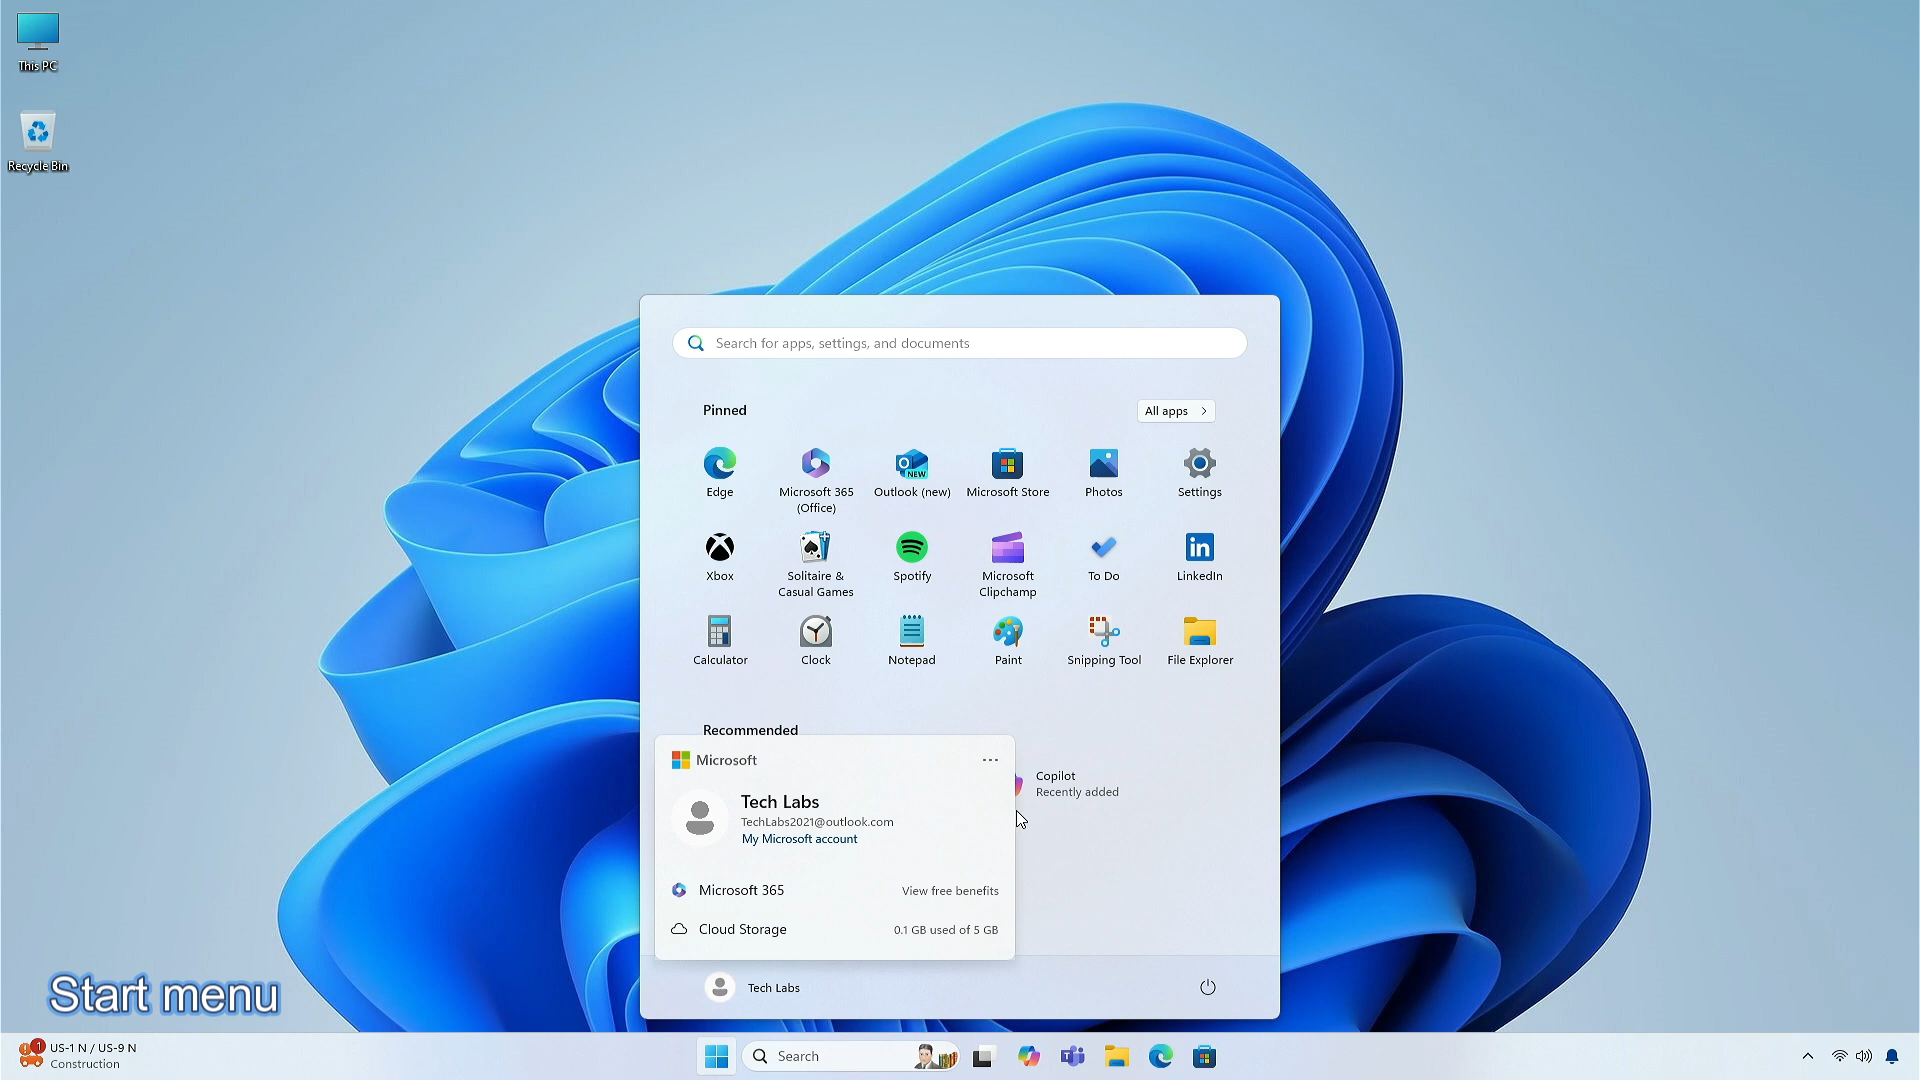 This PC
Recycle Bin
Search for apps, settings, and documents
Pinned
All apps
Edge
Microsoft 365
(Office)
NEW
Outlook (new)
Microsoft Store
Photos
Settings
Xbox
Solitaire &
Casual Games
Spotify
Microsoft
Clipchamp
To Do
in
LinkedIn
Calculator
Clock
Notepad
Paint
Snipping Tool
File Explorer
Recommended
Microsoft
Tech Labs
TechLabs2021@outlook.com
My Microsoft account
Microsoft 365
View free benefits
Cloud Storage
0.1 GB used of 5 GB
Copilot
Recently added
Tech Labs
Start menu
1
US-1 N / US-9 N
Construction
Search